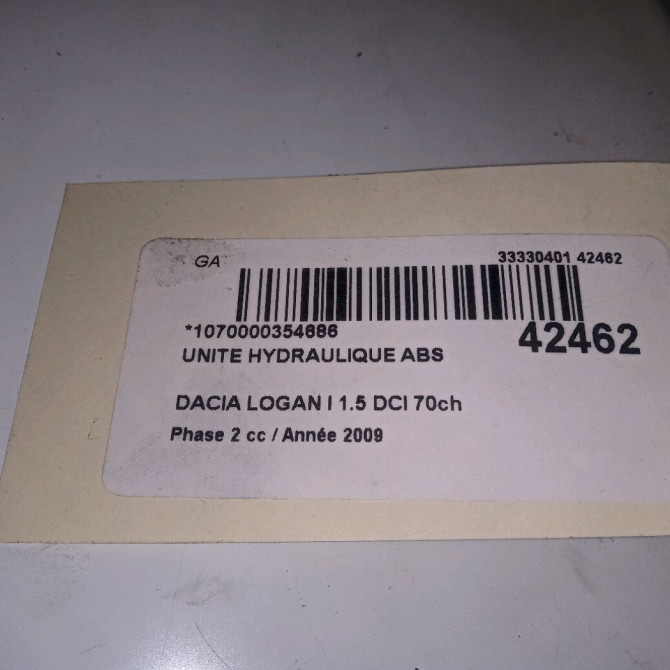 GA
33330401 42462
*1070000354686
42462
UNITE HYDRAULIQUE ABS
DACIA LOGAN I 1.5 DCI 70ch
Phase 2 cc / Année 2009